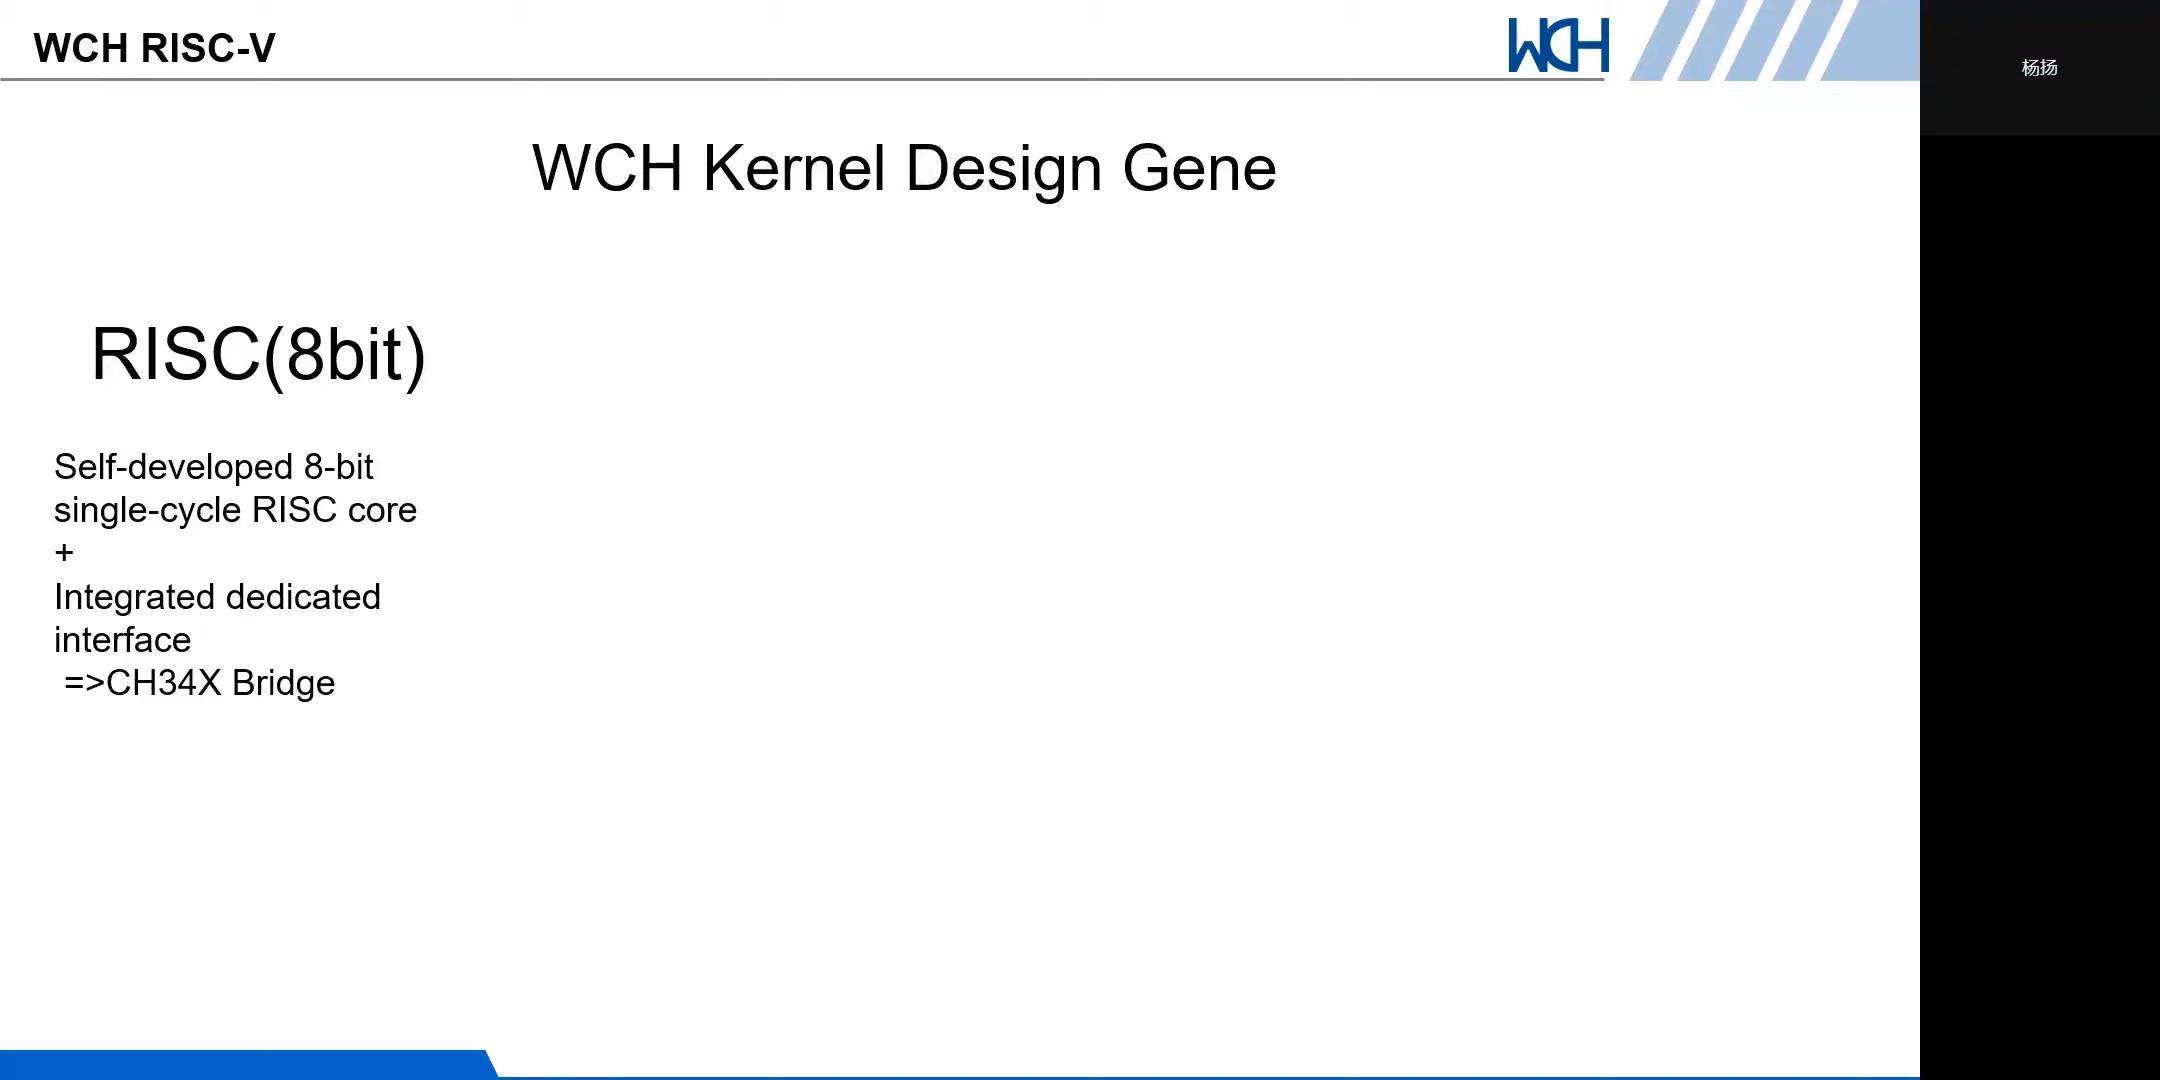 WCH RISC-V
WCH
杨扬
WCH Kernel Design Gene
RISC(8bit)
Self-developed 8-bit
single-cycle RISC core
+
Integrated dedicated
interface
=>CH34X Bridge